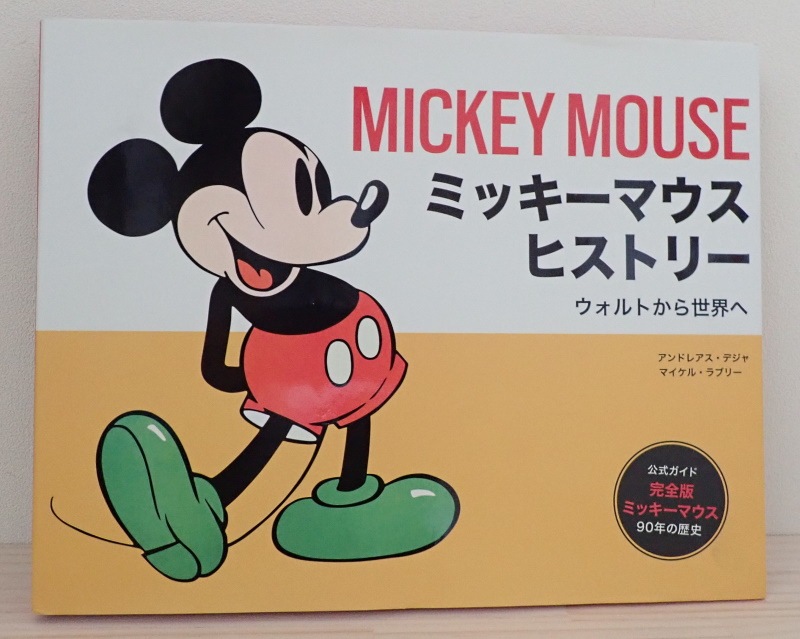 MICKEY MOUSE
ミッキーマウス
ヒストリー
ウォルトから世界へ
アンドレアス・デジャ
マイケル・ラブリー
公式ガイド
完全版
ミッキーマウス
90年の歴史